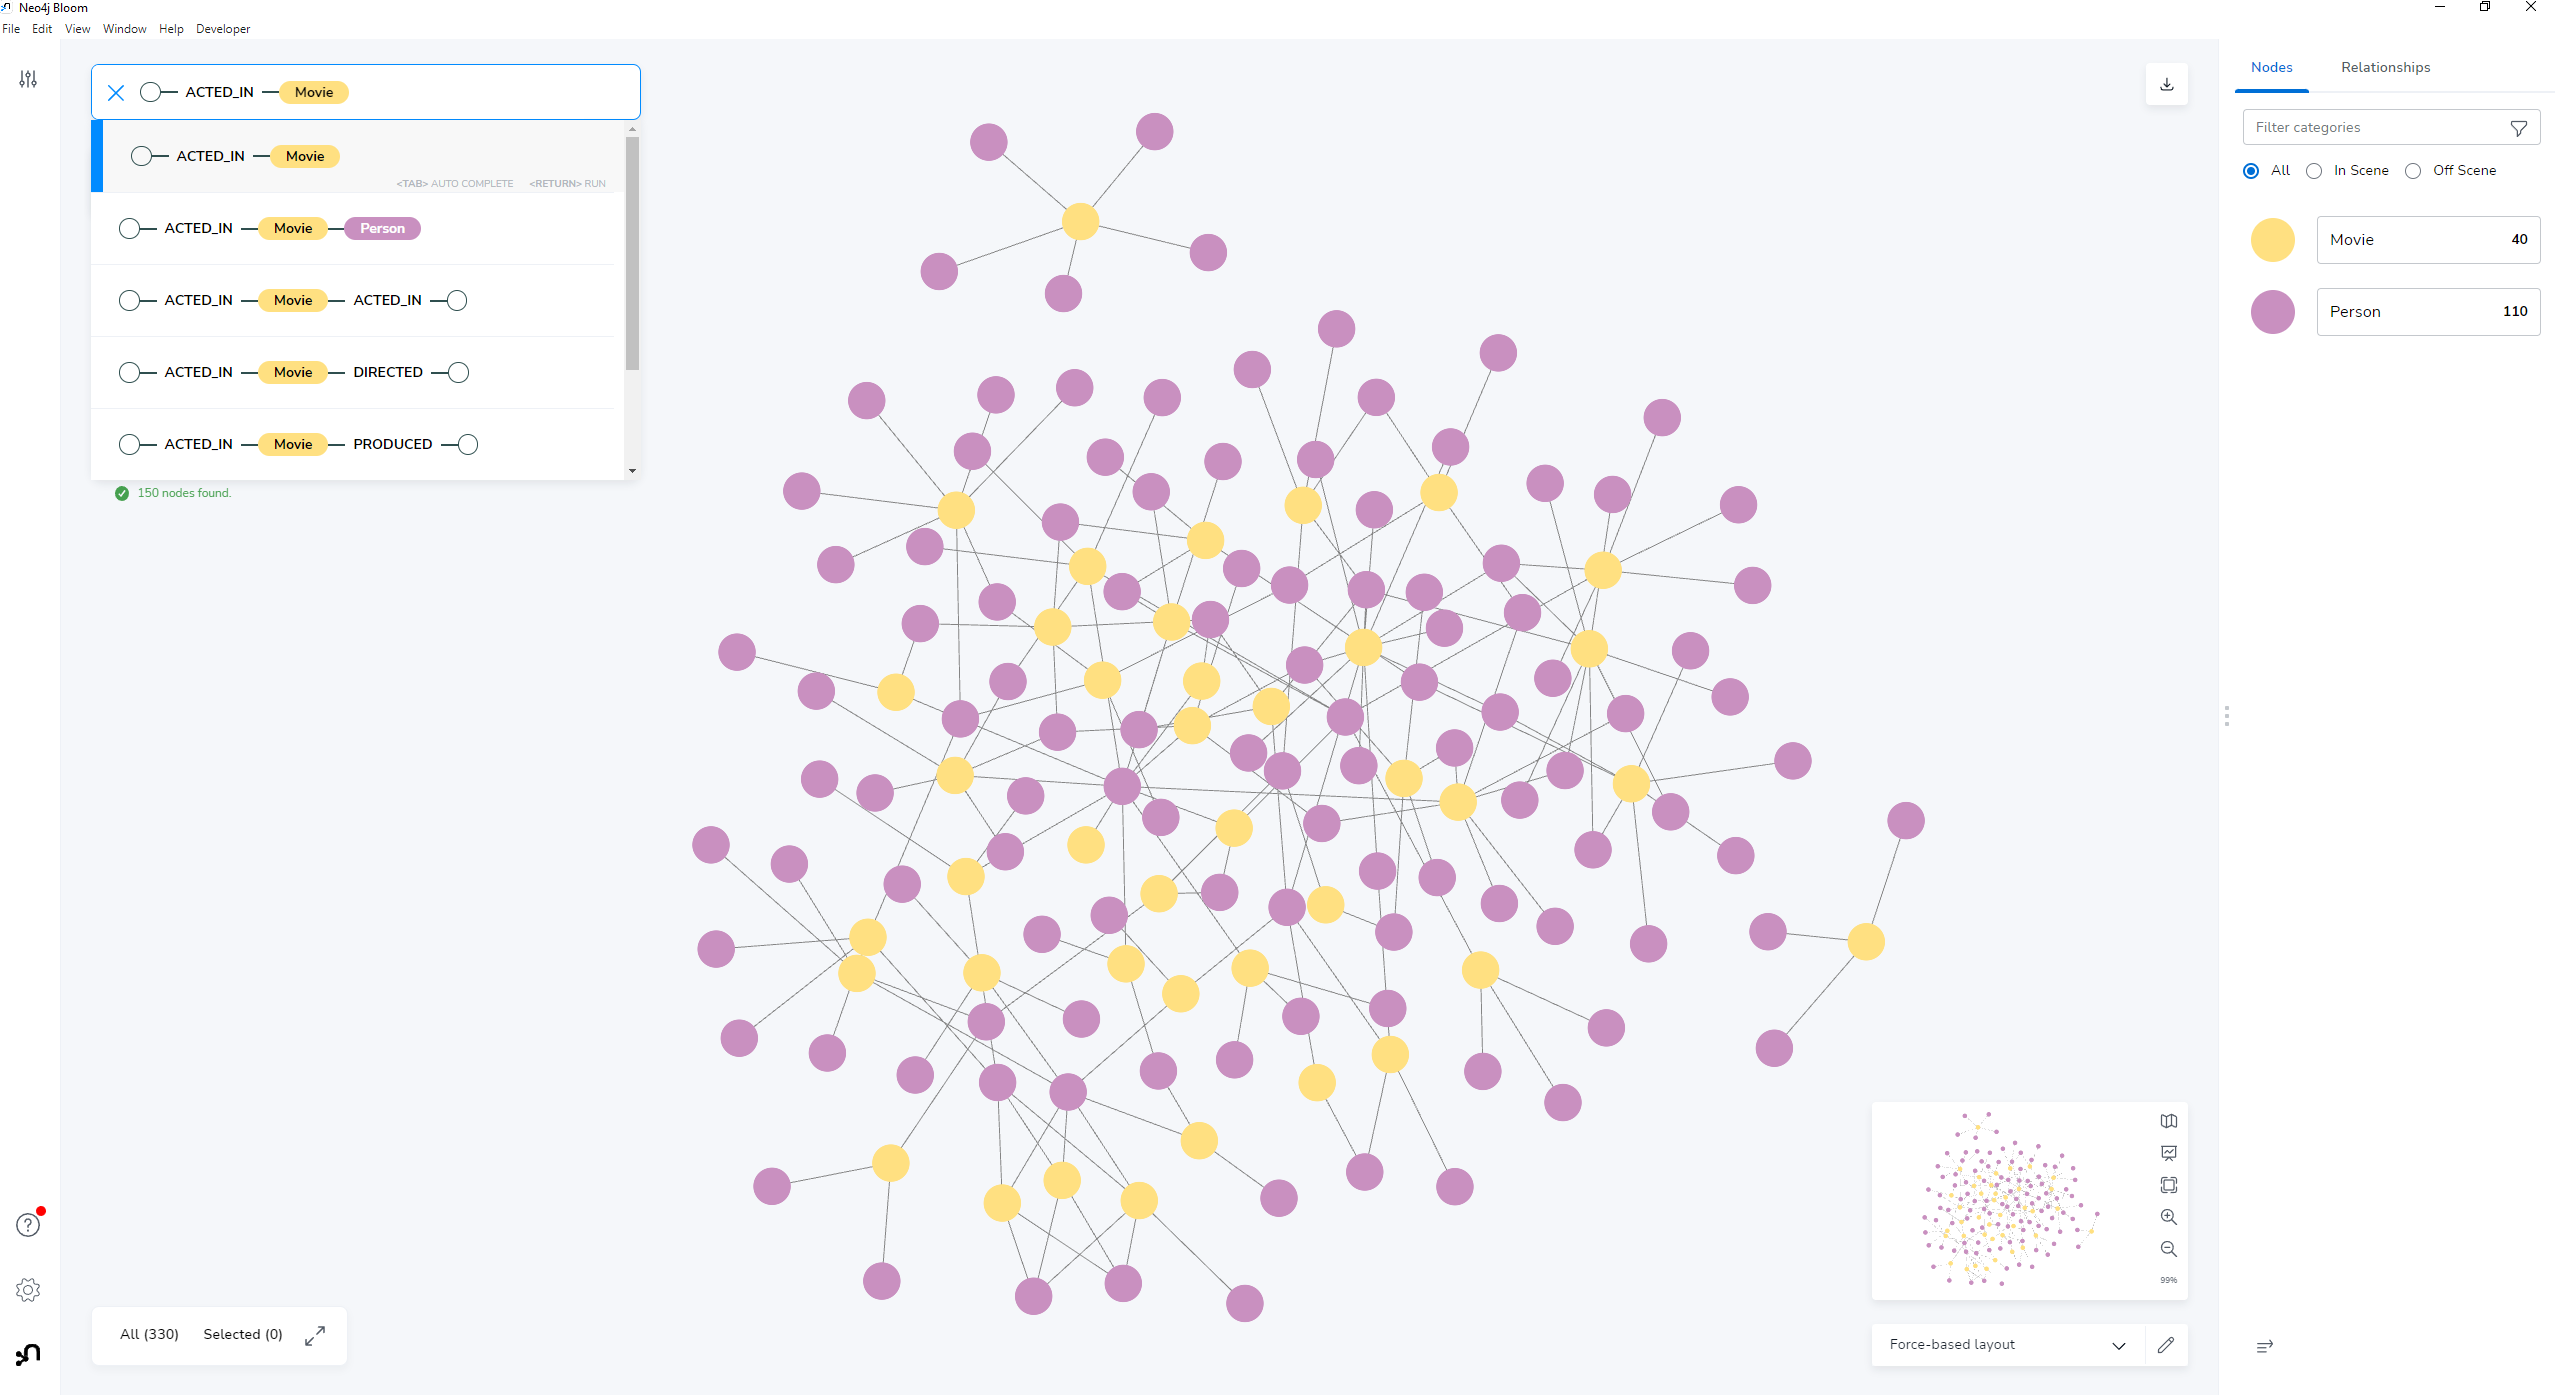 Neo4j Bloom
File Edit View Window Help Developer
ACTED_IN Movie
ACTED_IN Movie
<TAB> AUTO COMPLETE <RETURN> RUN
ACTED_IN Movie Person
ACTED_IN Movie ACTED_IN
ACTED_IN Movie DIRECTED
ACTED_IN Movie PRODUCED
150 nodes found.
Nodes Relationships
Filter categories
All In Scene Off Scene
Movie 40
Person 110
99%
All (330) Selected (0)
Force-based layout